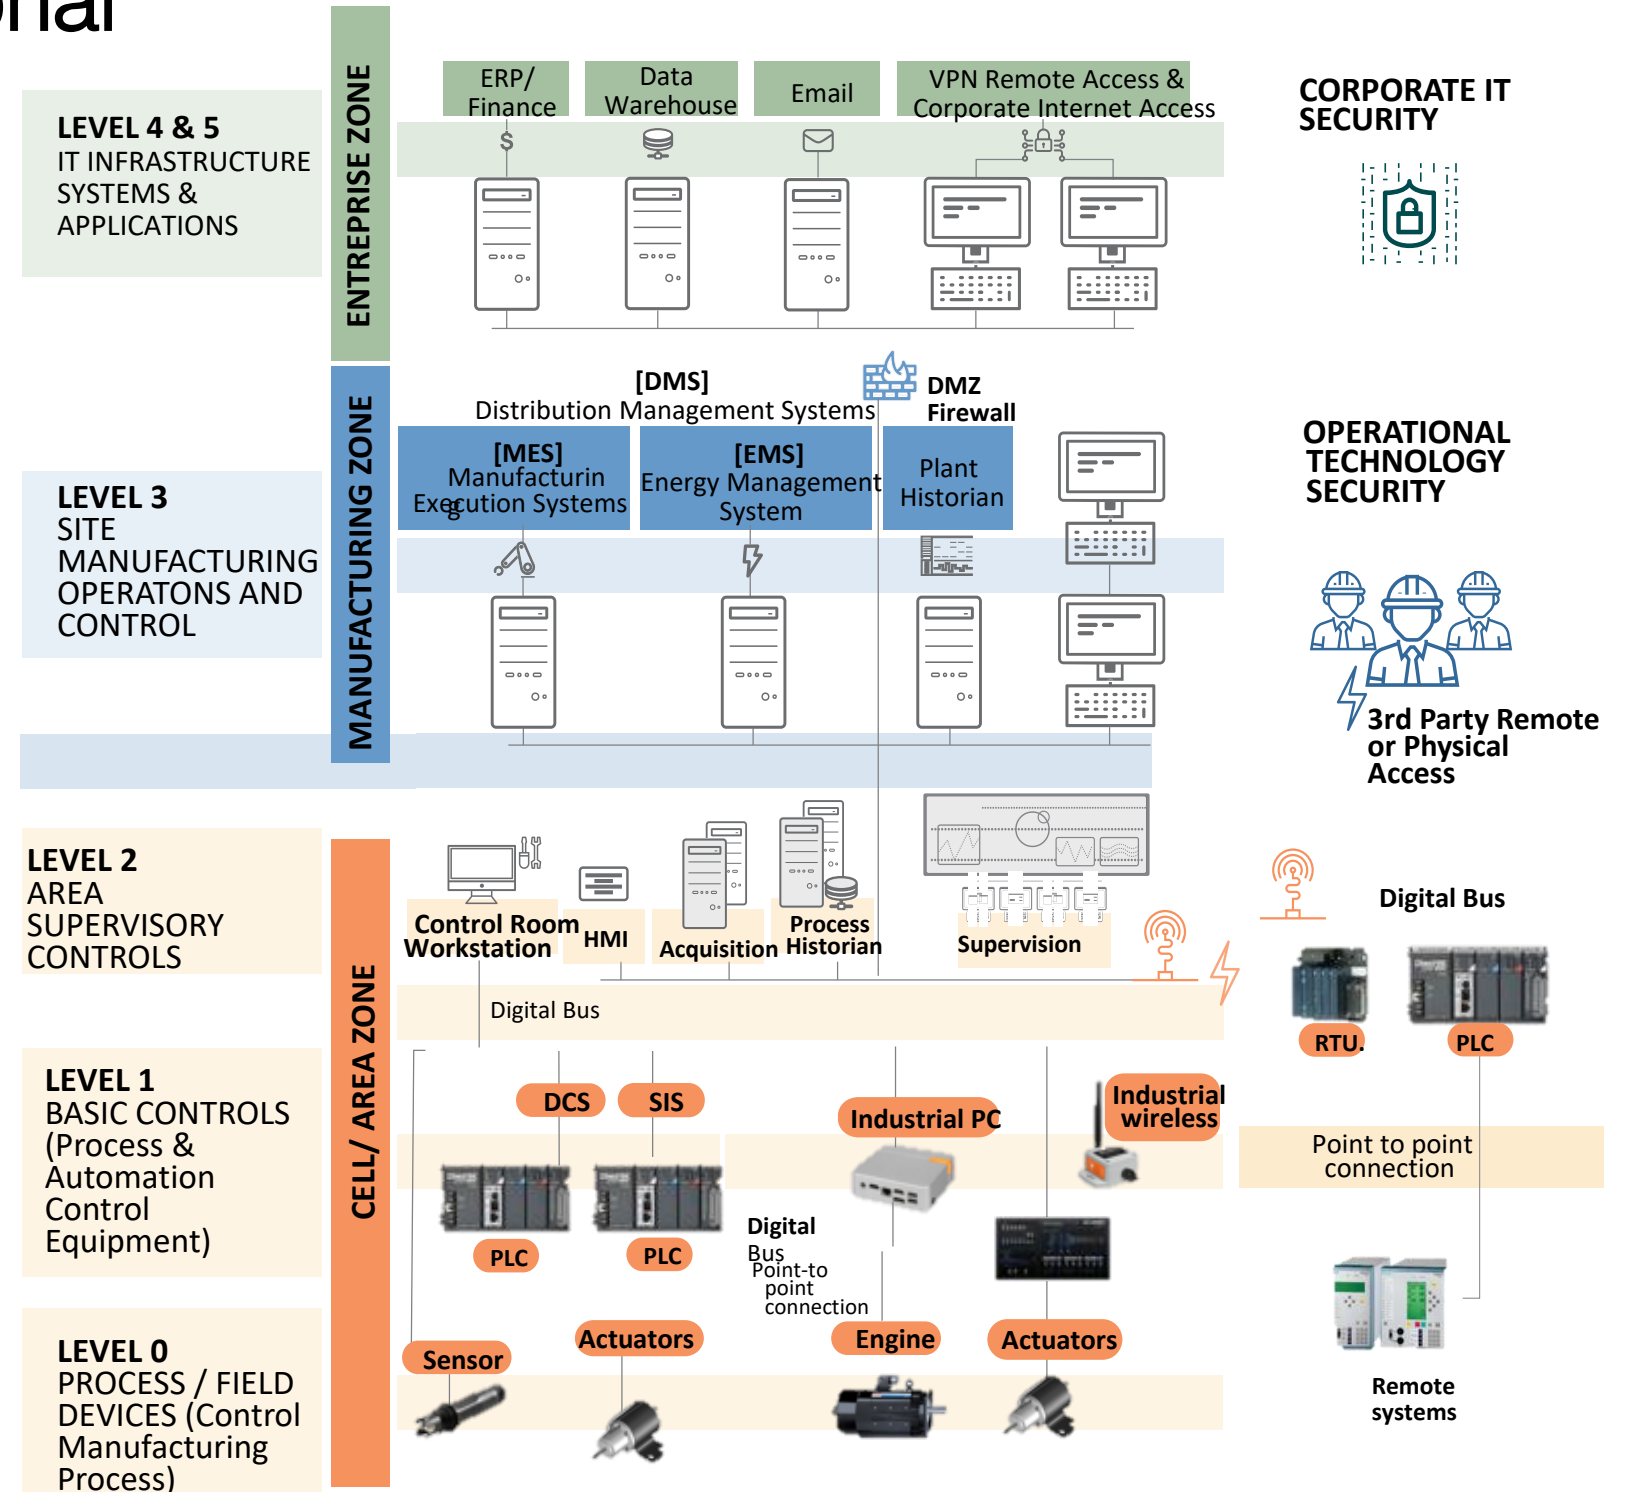 onal
LEVEL 4 & 5
IT INFRASTRUCTURE
SYSTEMS &
APPLICATIONS
ENTREPRISE ZONE
ERP/
Finance
Data
Warehouse
Email
VPN Remote Access &
Corporate Internet Access
CORPORATE IT
SECURITY
$
LEVEL 3
SITE
MANUFACTURING
OPERATONS AND
CONTROL
MANUFACTURING ZONE
[DMS]
Distribution Management Systems
DMZ
Firewall
[MES]
Manufacturin
g
Execution Systems
[EMS]
Energy Management
System
Plant
Historian
OPERATIONAL
TECHNOLOGY
SECURITY
3rd Party Remote
or Physical
Access
LEVEL 2
AREA
SUPERVISORY
CONTROLS
CELL/ AREA ZONE
Control Room
Workstation
HMI
Acquisition
Process
Historian
Supervision
Digital Bus
Digital Bus
RTU.
PLC
LEVEL 1
BASIC CONTROLS
(Process &
Automation
Control
Equipment)
DCS
SIS
Industrial PC
Industrial
wireless
Point to point
connection
PLC
PLC
Digital
Bus
Point-to
point
connection
LEVEL 0
PROCESS / FIELD
DEVICES (Control
Manufacturing
Process)
Sensor
Actuators
Engine
Actuators
Remote
systems